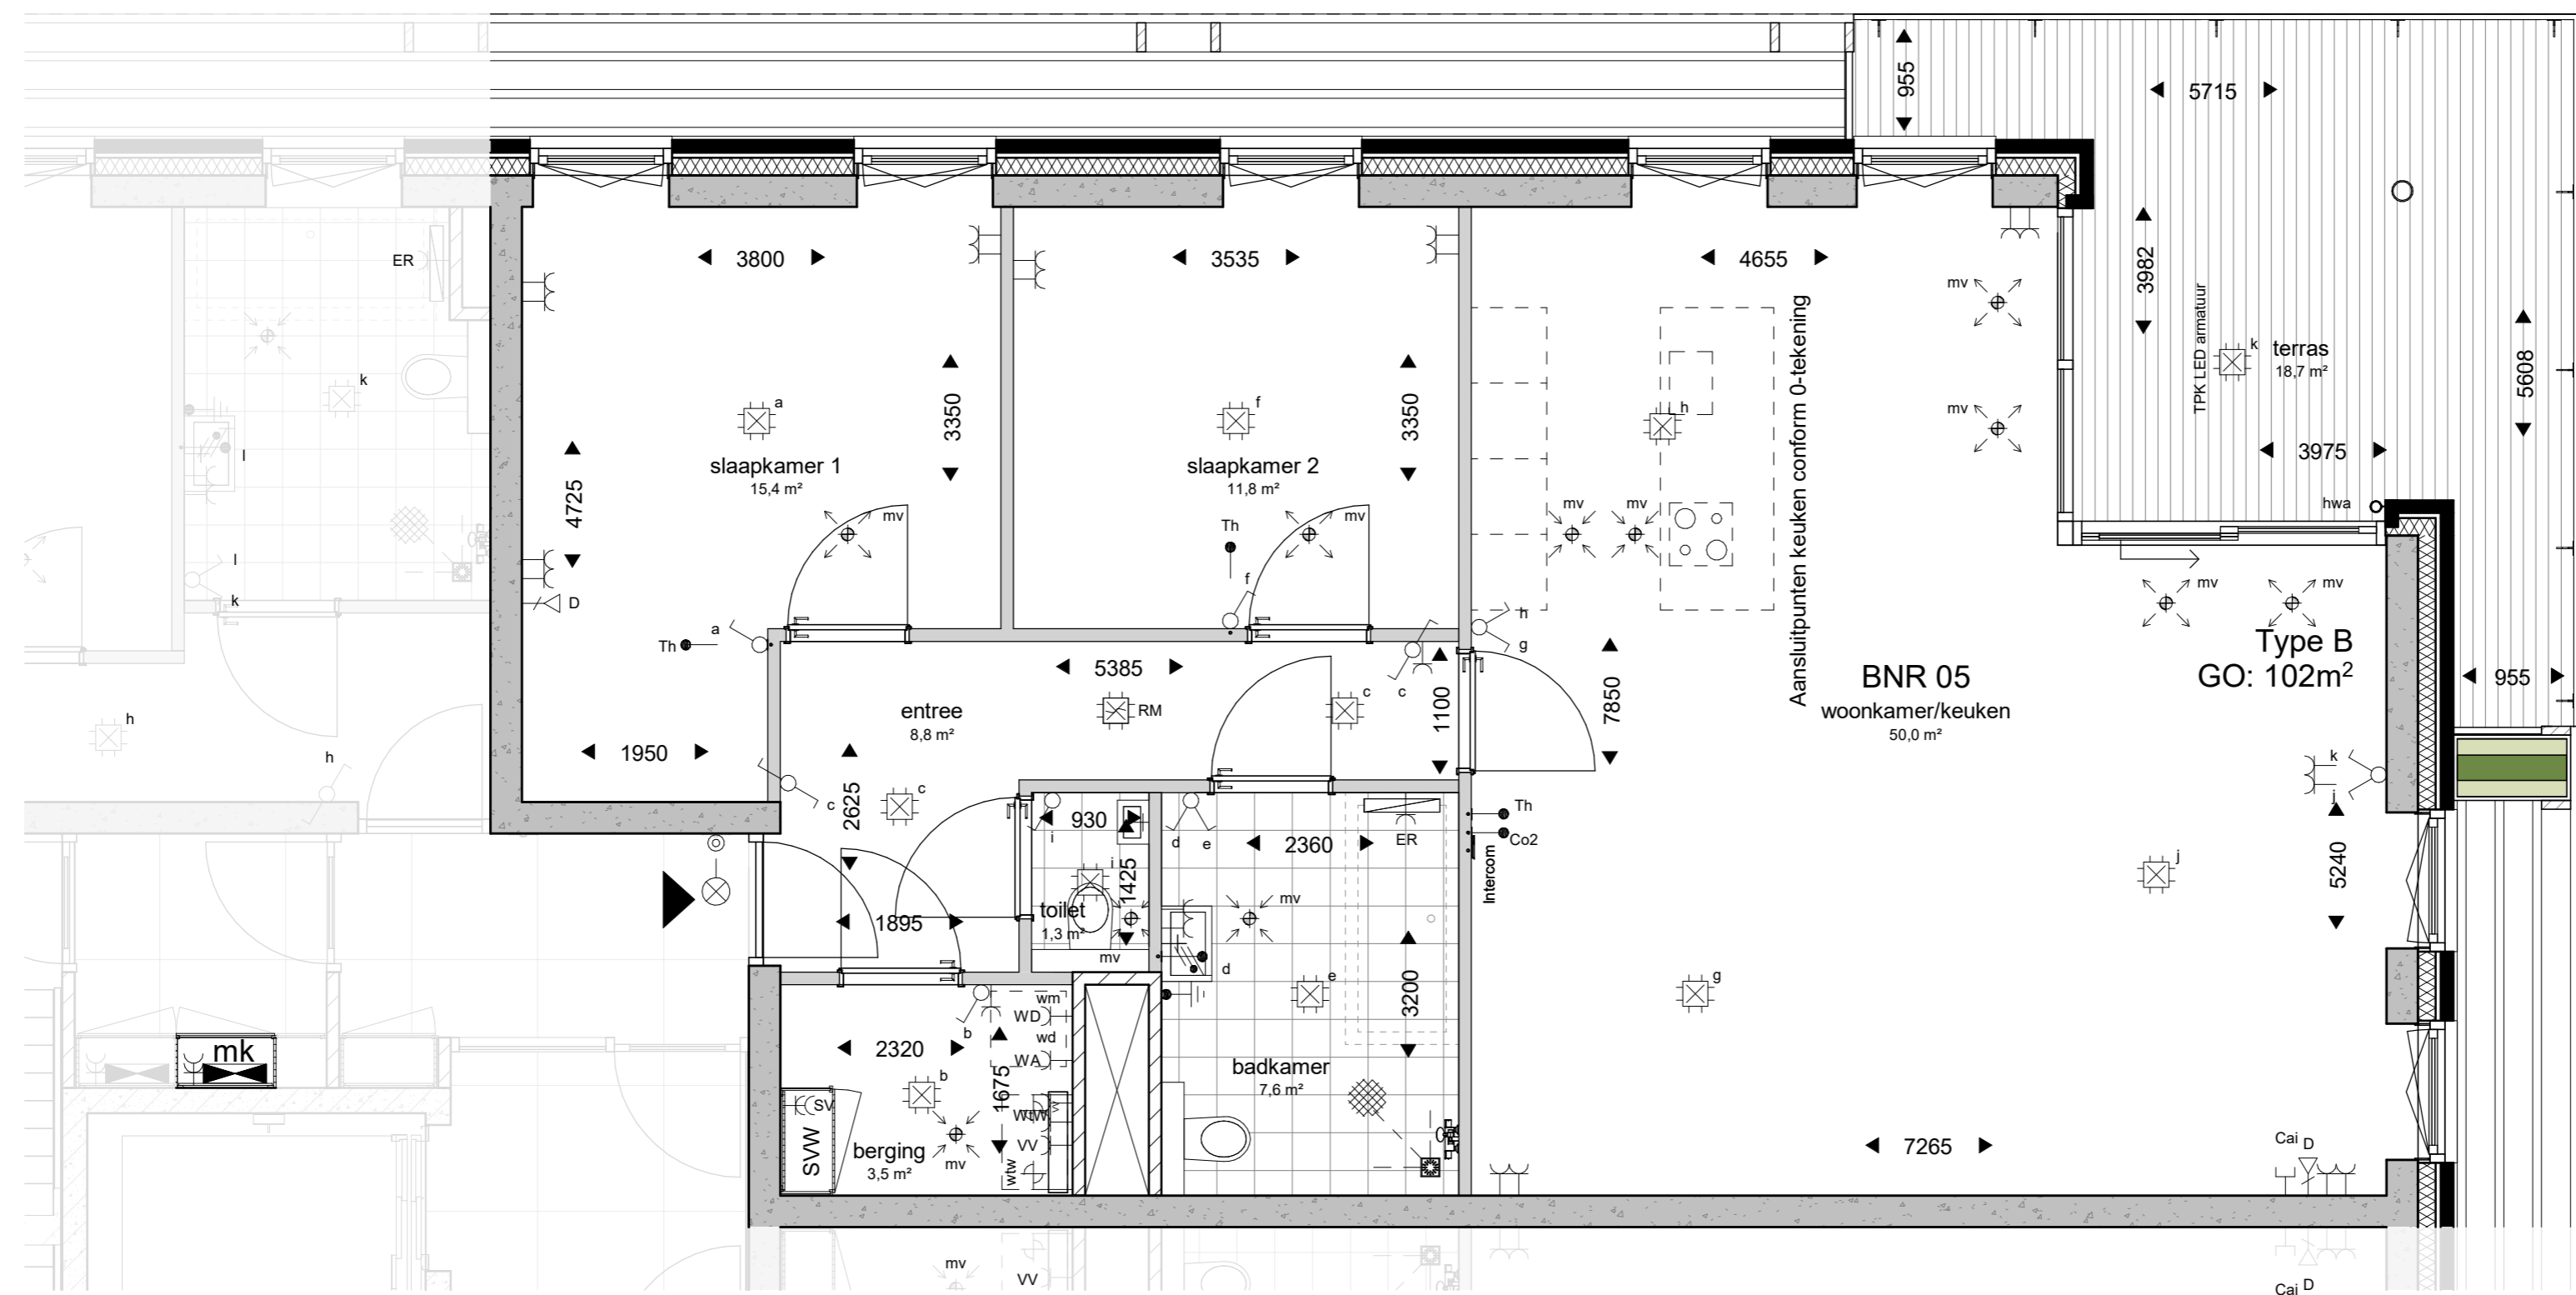 955
5715
ER
3800
3535
4655
mv
3982
TPK LED armatuur
k
terras
18,7 m²
5608
k
l
a
f
h
3350
3350
mv
Aansluitpunten keuken conform 0-tekening
slaapkamer 1
15,4 m²
slaapkamer 2
11,8 m²
3975
hwa
4725
mv
mv
mv
mv
Th
l
k
D
f
mv
mv
a
Th
h
g
Type B
GO: 102m²
5385
c
1100
7850
BNR 05
woonkamer/keuken
50,0 m²
955
h
h
entree
8,8 m²
RM
c
1950
c
2625
c
k
j
930
i
d
e
2360
ER
Th
Co2
Intercom
5240
i
1425
j
1895
toilet
1,3 m²
mv
mv
d
e
3200
g
mk
wm
WD
wd
WA
b
2320
b
1675
badkamer
7,6 m²
SV
SVW
WtW
VV
wtw
berging
3,5 m²
mv
7265
Cai
D
mv
VV
Cai
D